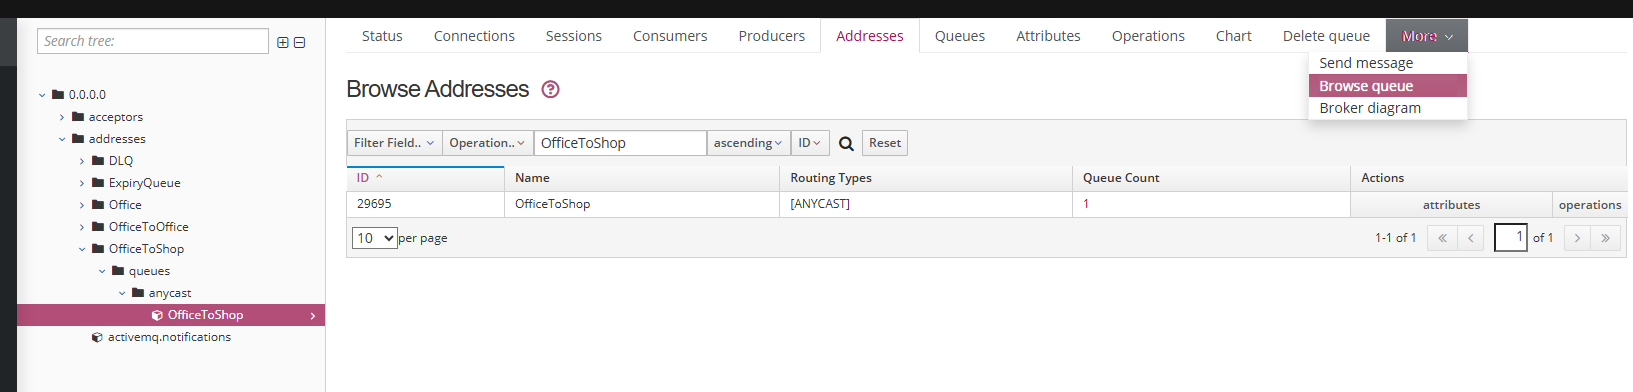 Search tree:
0.0.0.0
acceptors
addresses
DLQ
ExpiryQueue
Office
OfficeToOffice
OfficeToShop
queues
anycast
OfficeToShop
activemq.notifications
Status Connections Sessions Consumers Producers Addresses Queues Attributes Operations Chart Delete queue More
Send message
Browse queue
Broker diagram
Browse Addresses
Filter Field.. Operation.. OfficeToShop ascending ID Reset
ID Name Routing Types Queue Count Actions
29695 OfficeToShop [ANYCAST] 1 attributes operations
10 per page 1-1 of 1 « ‹ 1 of 1 › »